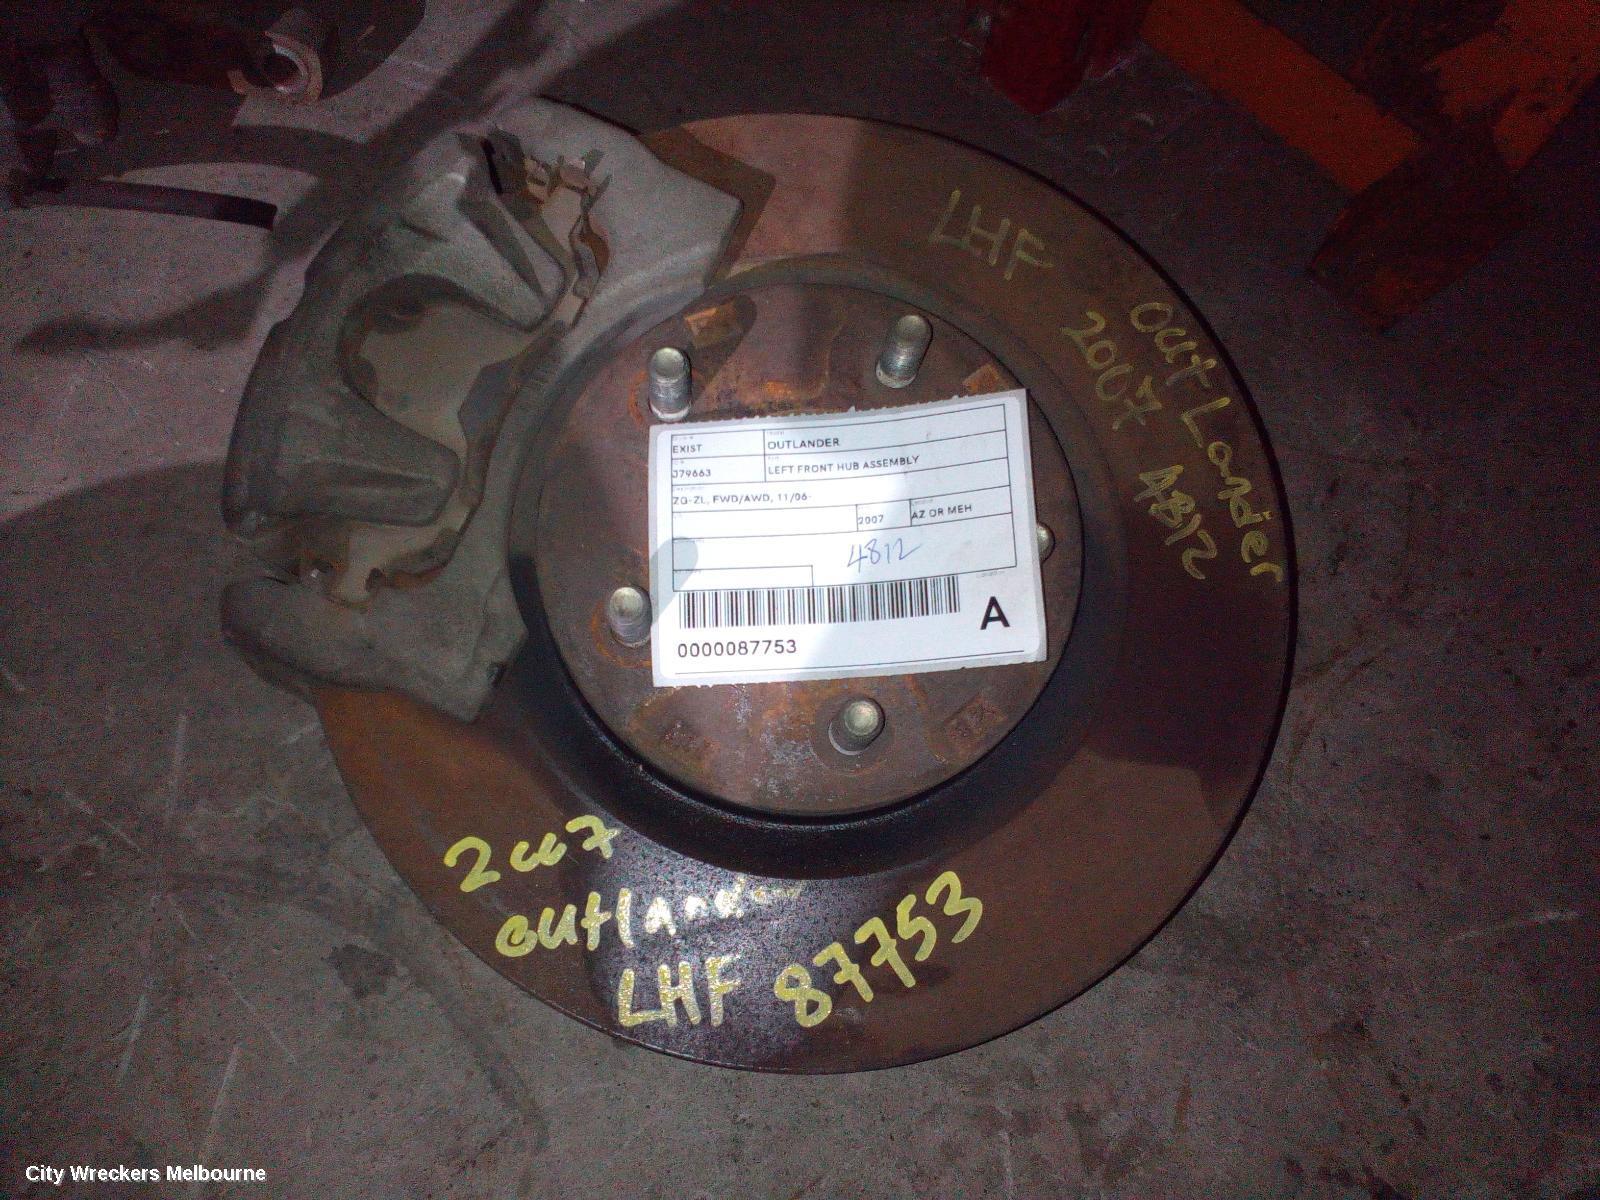 LHF
Outlander
2007
4812
EXIST
OUTLANDER
J79663
LEFT FRONT HUB ASSEMBLY
ZG-ZL, FWD/AWD, 11/06-
2007
AZ OR MEH
4812
A
0000087753
2007
outlander
LHF 87753
City Wreckers Melbourne